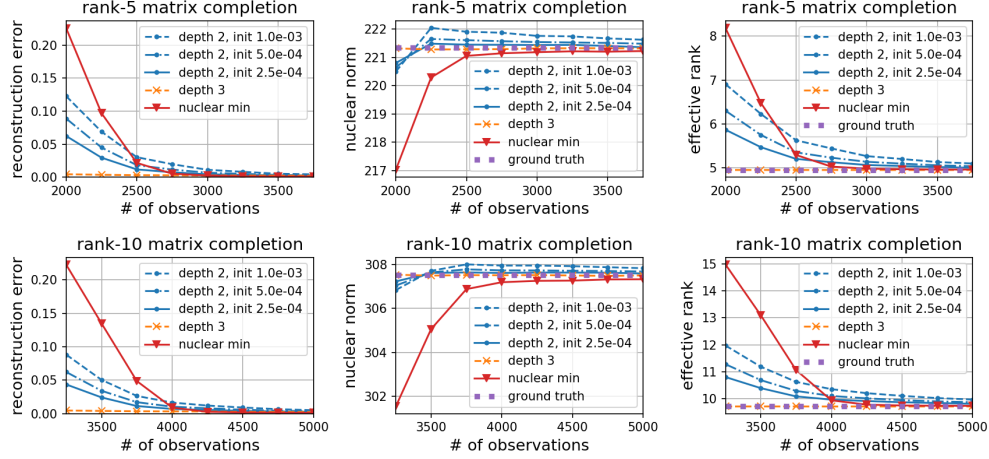 rank-5 matrix completion
reconstruction error
0.20
0.15
0.10
0.05
0.00
2000 2500 3000 3500
# of observations
depth 2, init 1.0e-03
depth 2, init 5.0e-04
depth 2, init 2.5e-04
depth 3
nuclear min
rank-5 matrix completion
nuclear norm
222
221
220
219
218
217
2000 2500 3000 3500
# of observations
depth 2, init 1.0e-03
depth 2, init 5.0e-04
depth 2, init 2.5e-04
depth 3
nuclear min
ground truth
rank-5 matrix completion
effective rank
8
7
6
5
2000 2500 3000 3500
# of observations
depth 2, init 1.0e-03
depth 2, init 5.0e-04
depth 2, init 2.5e-04
depth 3
nuclear min
ground truth
rank-10 matrix completion
reconstruction error
0.20
0.15
0.10
0.05
0.00
3500 4000 4500 5000
# of observations
depth 2, init 1.0e-03
depth 2, init 5.0e-04
depth 2, init 2.5e-04
depth 3
nuclear min
rank-10 matrix completion
nuclear norm
308
306
304
302
3500 4000 4500 5000
# of observations
depth 2, init 1.0e-03
depth 2, init 5.0e-04
depth 2, init 2.5e-04
depth 3
nuclear min
ground truth
rank-10 matrix completion
effective rank
15
14
13
12
11
10
3500 4000 4500 5000
# of observations
depth 2, init 1.0e-03
depth 2, init 5.0e-04
depth 2, init 2.5e-04
depth 3
nuclear min
ground truth